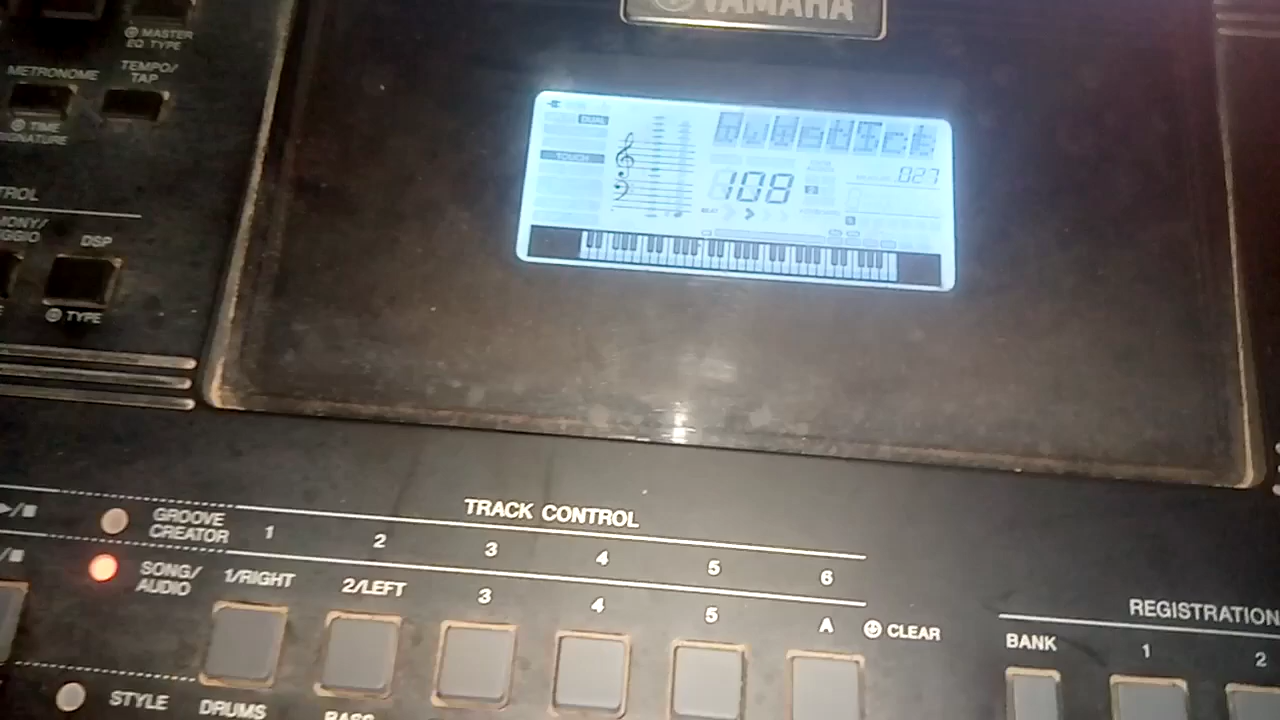 YAMAHA
MASTER
EQ TYPE
METRONOME
TEMPO/
TAP
TIME
DUAL
TOUCH
108
027
BEAT
DSP
TYPE
TRACK CONTROL
GROOVE
CREATOR
1 2 3 4 5 6
SONG/
AUDIO
1/RIGHT 2/LEFT 3 4 5 A CLEAR
REGISTRATION
BANK 1 2
STYLE DRUMS BASS